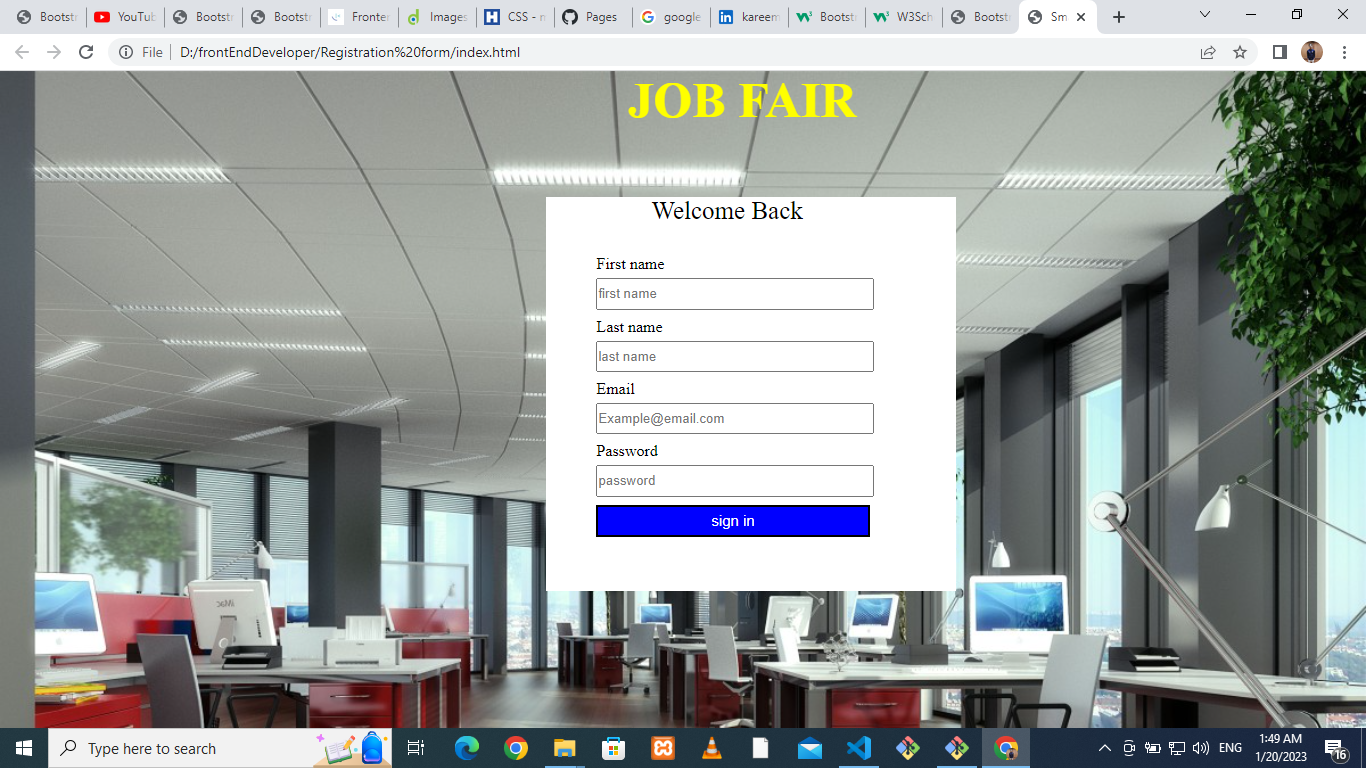 Bootstr
YouTub
Bootstr
Bootstr
Fronter
Images
CSS - n
Pages
google
kareem
Bootstr
W3Sch
Bootstr
Sm
File
D:/frontEndDeveloper/Registration%20form/index.html
JOB FAIR
Welcome Back
First name
first name
Last name
last name
Email
Example@email.com
Password
password
sign in
iMac
Type here to search
ENG
1:49 AM
1/20/2023
16